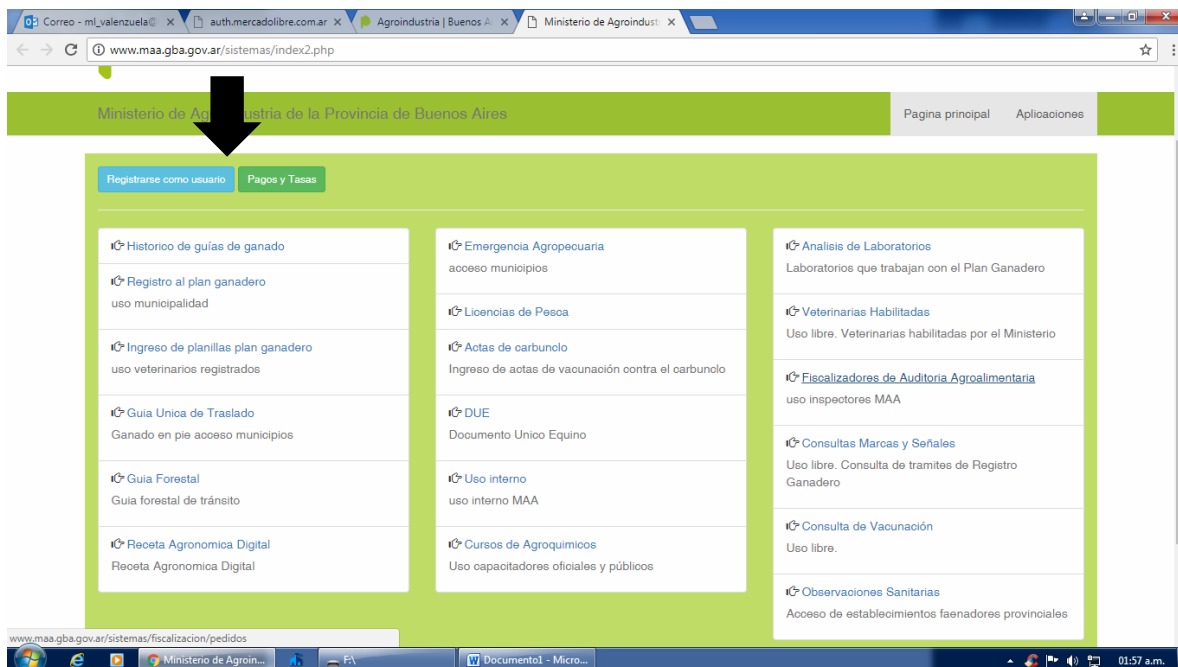 Correo - ml_valenzuela@
auth.mercadolibre.com.ar
Agroindustria | Buenos A
Ministerio de Agroindust
www.maa.gba.gov.ar/sistemas/index2.php
Ministerio de Ag ustria de la Provincia de Buenos Aires
Pagina principal
Aplicaciones
Registrarse como usuario
Pagos y Tasas
Historico de guías de ganado
Registro al plan ganadero
uso municipalidad
Ingreso de planillas plan ganadero
uso veterinarios registrados
Guia Unica de Traslado
Ganado en pie acceso municipios
Guia Forestal
Guia forestal de tránsito
Receta Agronomica Digital
Receta Agronomica Digital
Emergencia Agropecuaria
acceso municipios
Licencias de Pesca
Actas de carbunclo
Ingreso de actas de vacunación contra el carbunclo
DUE
Documento Unico Equino
Uso interno
uso interno MAA
Cursos de Agroquimicos
Uso capacitadores oficiales y públicos
Analisis de Laboratorios
Laboratorios que trabajan con el Plan Ganadero
Veterinarias Habilitadas
Uso libre. Veterinarias habilitadas por el Ministerio
Fiscalizadores de Auditoria Agroalimentaria
uso inspectores MAA
Consultas Marcas y Señales
Uso libre. Consulta de tramites de Registro
Ganadero
Consulta de Vacunación
Uso libre.
Observaciones Sanitarias
Acceso de establecimientos faenadores provinciales
www.maa.gba.gov.ar/sistemas/fiscalizacion/pedidos
Ministerio de Agroin...
F:\
Documento1 - Micro...
01:57 a.m.